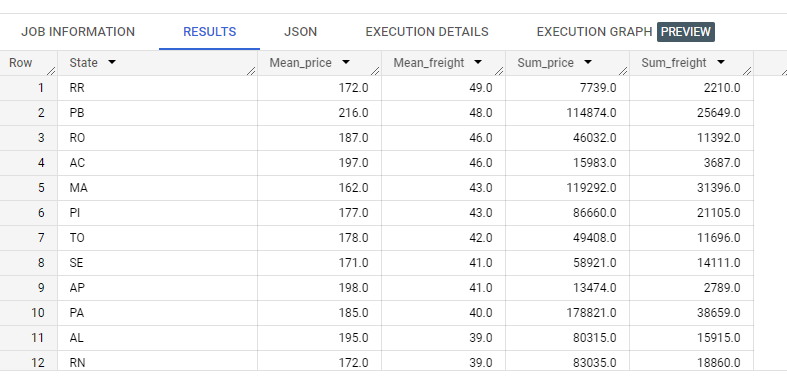 JOB INFORMATION RESULTS JSON EXECUTION DETAILS EXECUTION GRAPH PREVIEW
Row State Mean_price Mean_freight Sum_price Sum_freight
1 RR 172.0 49.0 7739.0 2210.0
2 PB 216.0 48.0 114874.0 25649.0
3 RO 187.0 46.0 46032.0 11392.0
4 AC 197.0 46.0 15983.0 3687.0
5 MA 162.0 43.0 119292.0 31396.0
6 PI 177.0 43.0 86660.0 21105.0
7 TO 178.0 42.0 49408.0 11696.0
8 SE 171.0 41.0 58921.0 14111.0
9 AP 198.0 41.0 13474.0 2789.0
10 PA 185.0 40.0 178821.0 38659.0
11 AL 195.0 39.0 80315.0 15915.0
12 RN 172.0 39.0 83035.0 18860.0